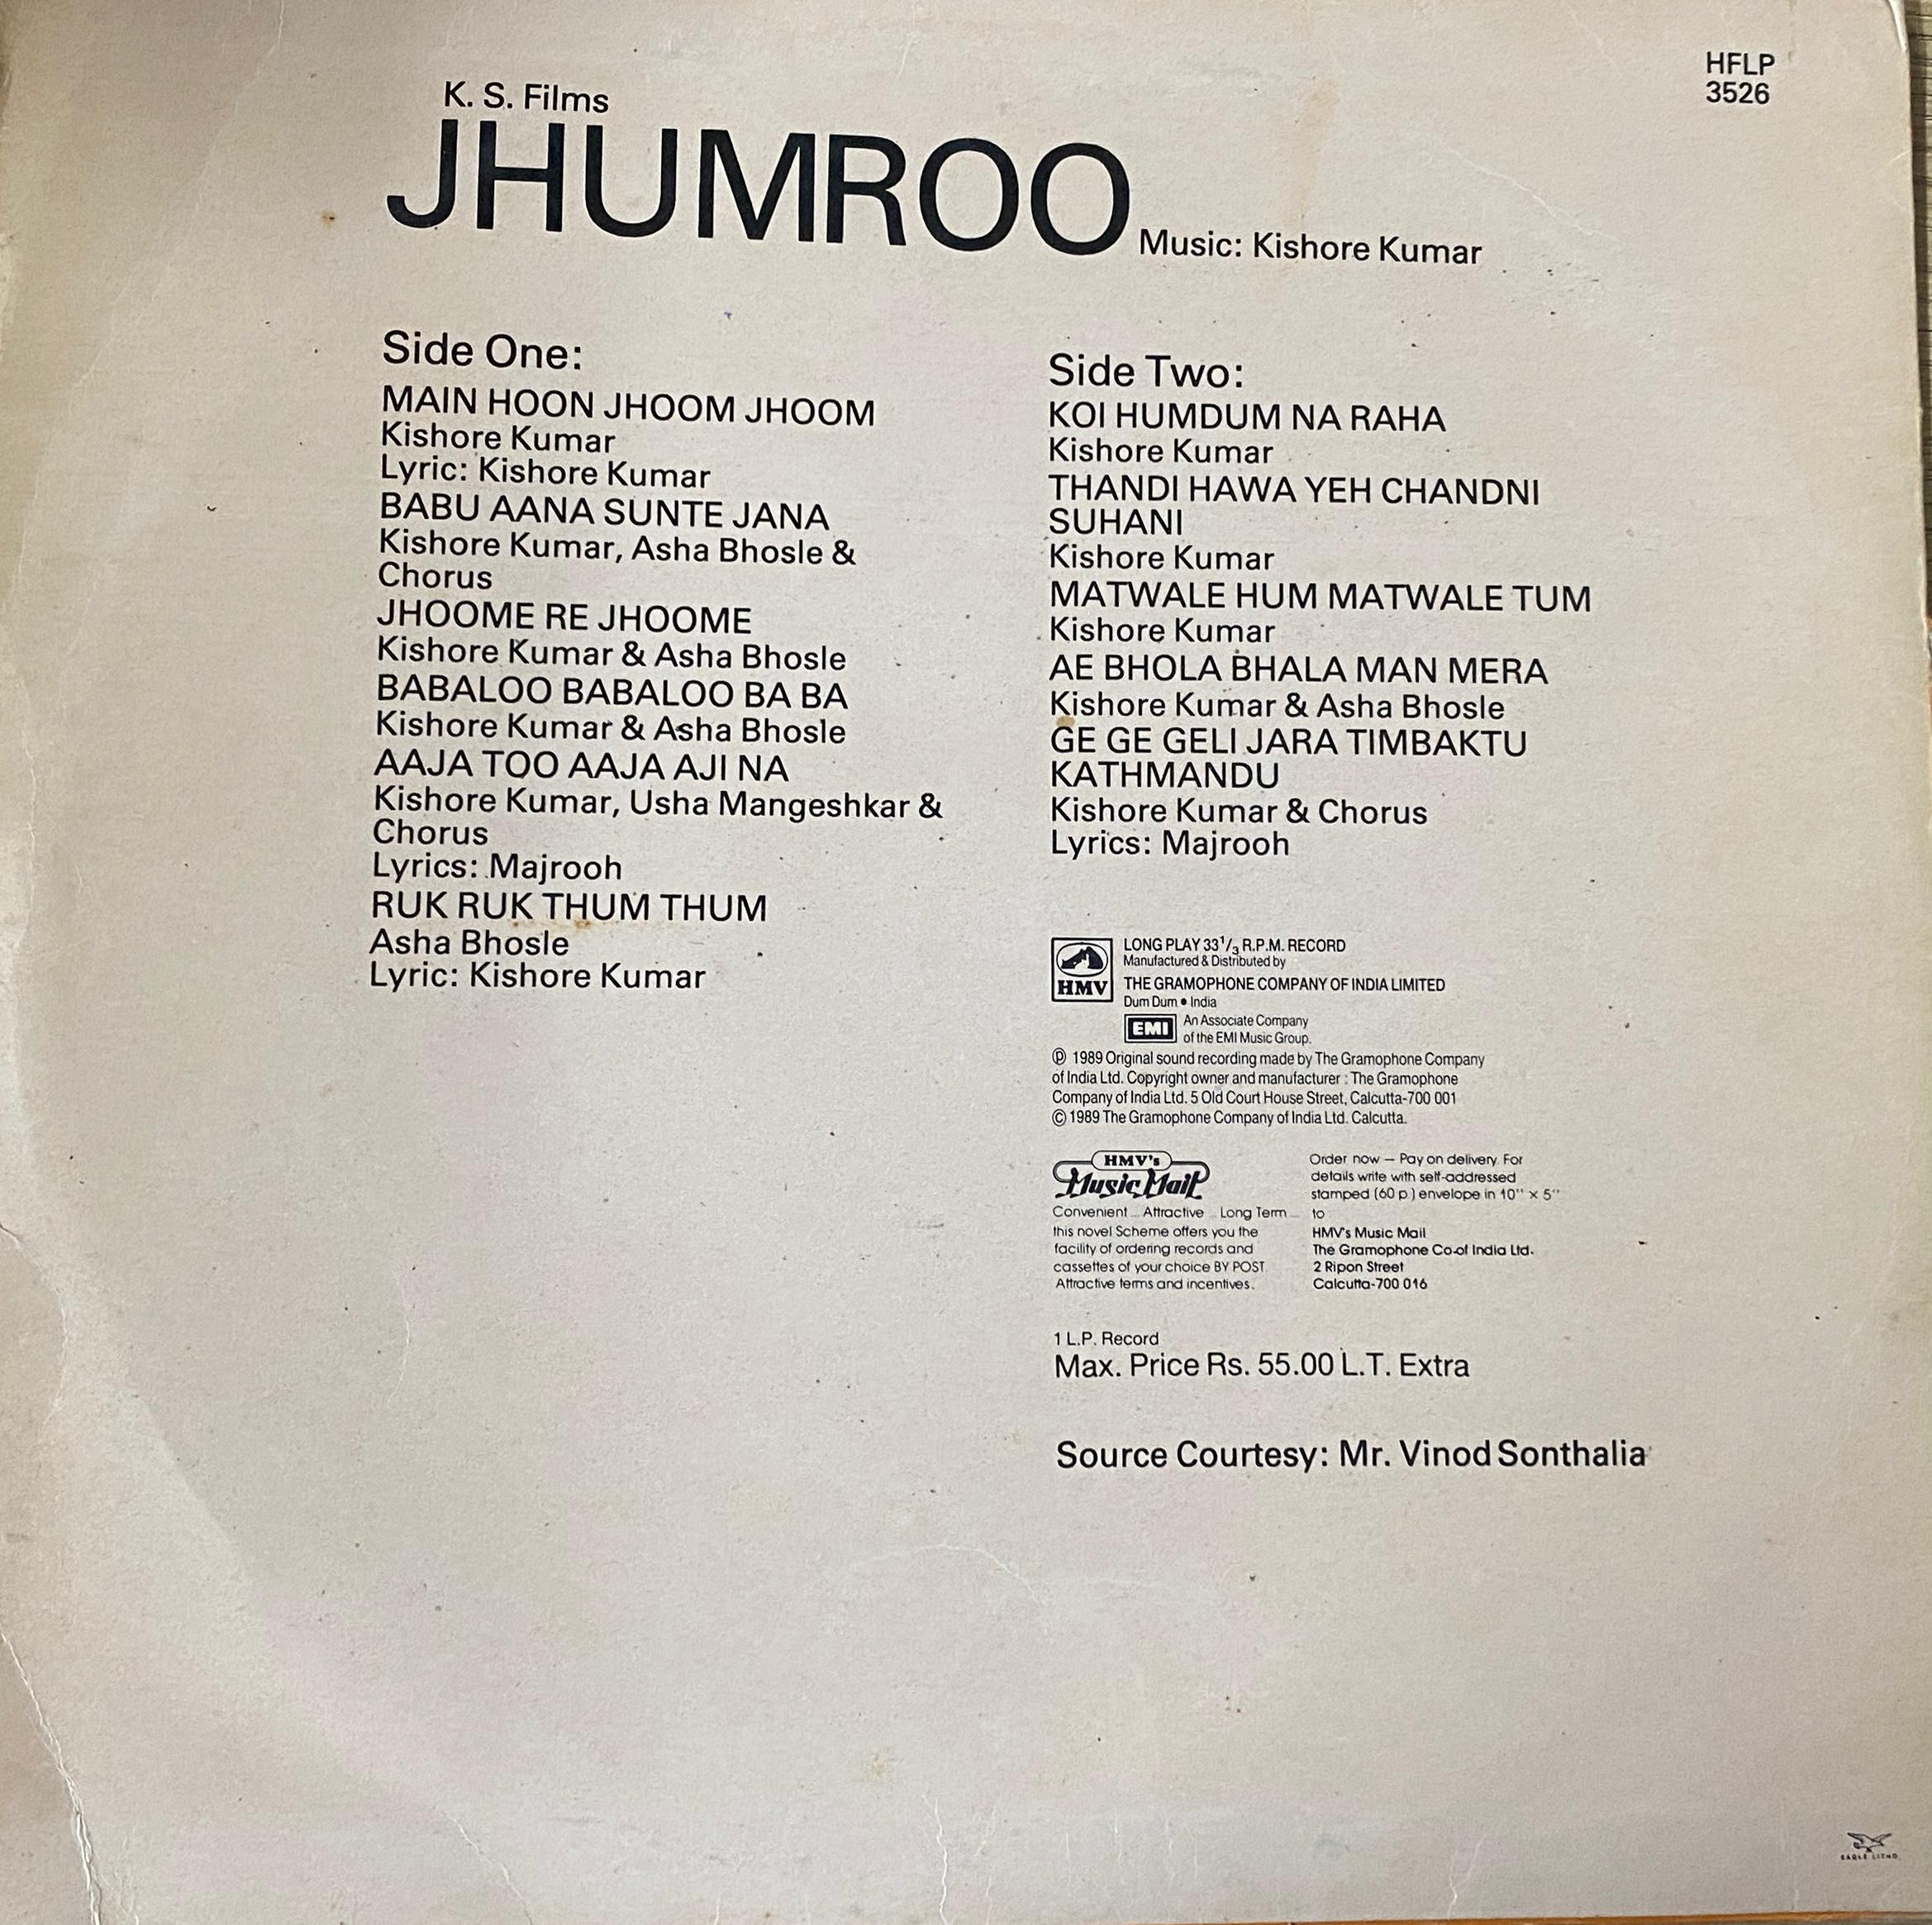 HFLP
3526
K. S. Films
JHUMROO
Music: Kishore Kumar
Side One:
MAIN HOON JHOOM JHOOM
Kishore Kumar
Lyric: Kishore Kumar
BABU AANA SUNTE JANA
Kishore Kumar, Asha Bhosle &
Chorus
JHOOME RE JHOOME
Kishore Kumar & Asha Bhosle
BABALOO BABALOO BA BA
Kishore Kumar & Asha Bhosle
AAJA TOO AAJA AJI NA
Kishore Kumar, Usha Mangeshkar &
Chorus
Lyrics: Majrooh
RUK RUK THUM THUM
Asha Bhosle
Lyric: Kishore Kumar
Side Two:
KOI HUMDUM NA RAHA
Kishore Kumar
THANDI HAWA YEH CHANDNI
SUHANI
Kishore Kumar
MATWALE HUM MATWALE TUM
Kishore Kumar
AE BHOLA BHALA MAN MERA
Kishore Kumar & Asha Bhosle
GE GE GELI JARA TIMBAKTU
KATHMANDU
Kishore Kumar & Chorus
Lyrics: Majrooh
HMV
LONG PLAY 33 1/3 R.P.M. RECORD
Manufactured & Distributed by
THE GRAMOPHONE COMPANY OF INDIA LIMITED
Dum Dum • India
EMI
An Associate Company
of the EMI Music Group.
℗ 1989 Original sound recording made by The Gramophone Company
of India Ltd. Copyright owner and manufacturer : The Gramophone
Company of India Ltd. 5 Old Court House Street, Calcutta-700 001
© 1989 The Gramophone Company of India Ltd. Calcutta.
HMV's
Music Mail
Convenient ... Attractive ... Long Term ...
this novel Scheme offers you the
facility of ordering records and
cassettes of your choice BY POST.
Attractive terms and incentives.
Order now — Pay on delivery. For
details write with self-addressed
stamped (60 p.) envelope in 10'' × 5''
to
HMV's Music Mail
The Gramophone Co. of India Ltd.
2 Ripon Street
Calcutta-700 016
1 L.P. Record
Max. Price Rs. 55.00 L.T. Extra
Source Courtesy: Mr. Vinod Sonthalia
EAGLE LITHO